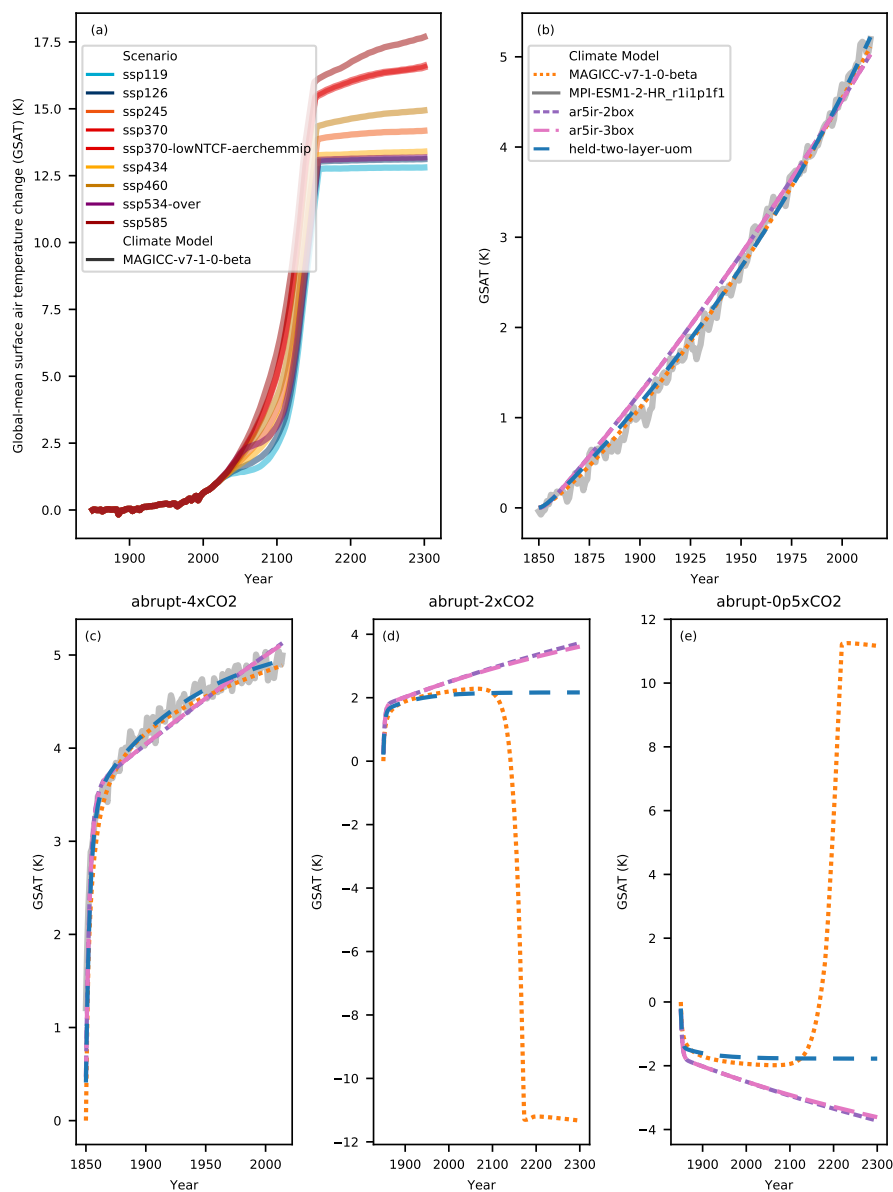 (a)
Global-mean surface air temperature change (GSAT) (K)
17.5
15.0
12.5
10.0
7.5
5.0
2.5
0.0
Scenario
ssp119
ssp126
ssp245
ssp370
ssp370-lowNTCF-aerchemmip
ssp434
ssp460
ssp534-over
ssp585
Climate Model
MAGICC-v7-1-0-beta
1900 2000 2100 2200 2300
Year
(b)
GSAT (K)
5
4
3
2
1
0
Climate Model
MAGICC-v7-1-0-beta
MPI-ESM1-2-HR_r1i1p1f1
ar5ir-2box
ar5ir-3box
held-two-layer-uom
1850 1875 1900 1925 1950 1975 2000
Year
abrupt-4xCO2
(c)
GSAT (K)
5
4
3
2
1
0
1850 1900 1950 2000
Year
abrupt-2xCO2
(d)
GSAT (K)
4
2
0
−2
−4
−6
−8
−10
−12
1900 2000 2100 2200 2300
Year
abrupt-0p5xCO2
(e)
GSAT (K)
12
10
8
6
4
2
0
−2
−4
1900 2000 2100 2200 2300
Year